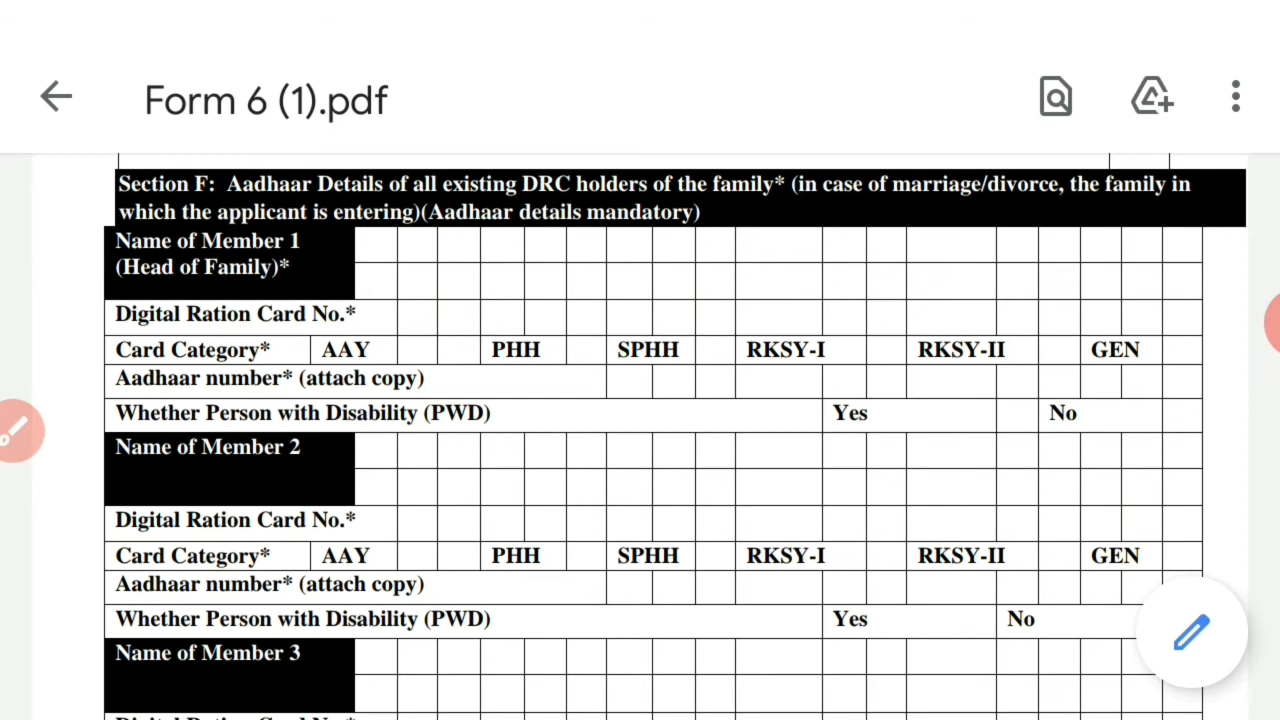 Form 6 (1).pdf
Section F: Aadhaar Details of all existing DRC holders of the family* (in case of marriage/divorce, the family in
which the applicant is entering)(Aadhaar details mandatory)
Name of Member 1
(Head of Family)*
Digital Ration Card No.*
Card Category* AAY PHH SPHH RKSY-I RKSY-II GEN
Aadhaar number* (attach copy)
Whether Person with Disability (PWD) Yes No
Name of Member 2
Digital Ration Card No.*
Card Category* AAY PHH SPHH RKSY-I RKSY-II GEN
Aadhaar number* (attach copy)
Whether Person with Disability (PWD) Yes No
Name of Member 3
Digital Ration Card No.*